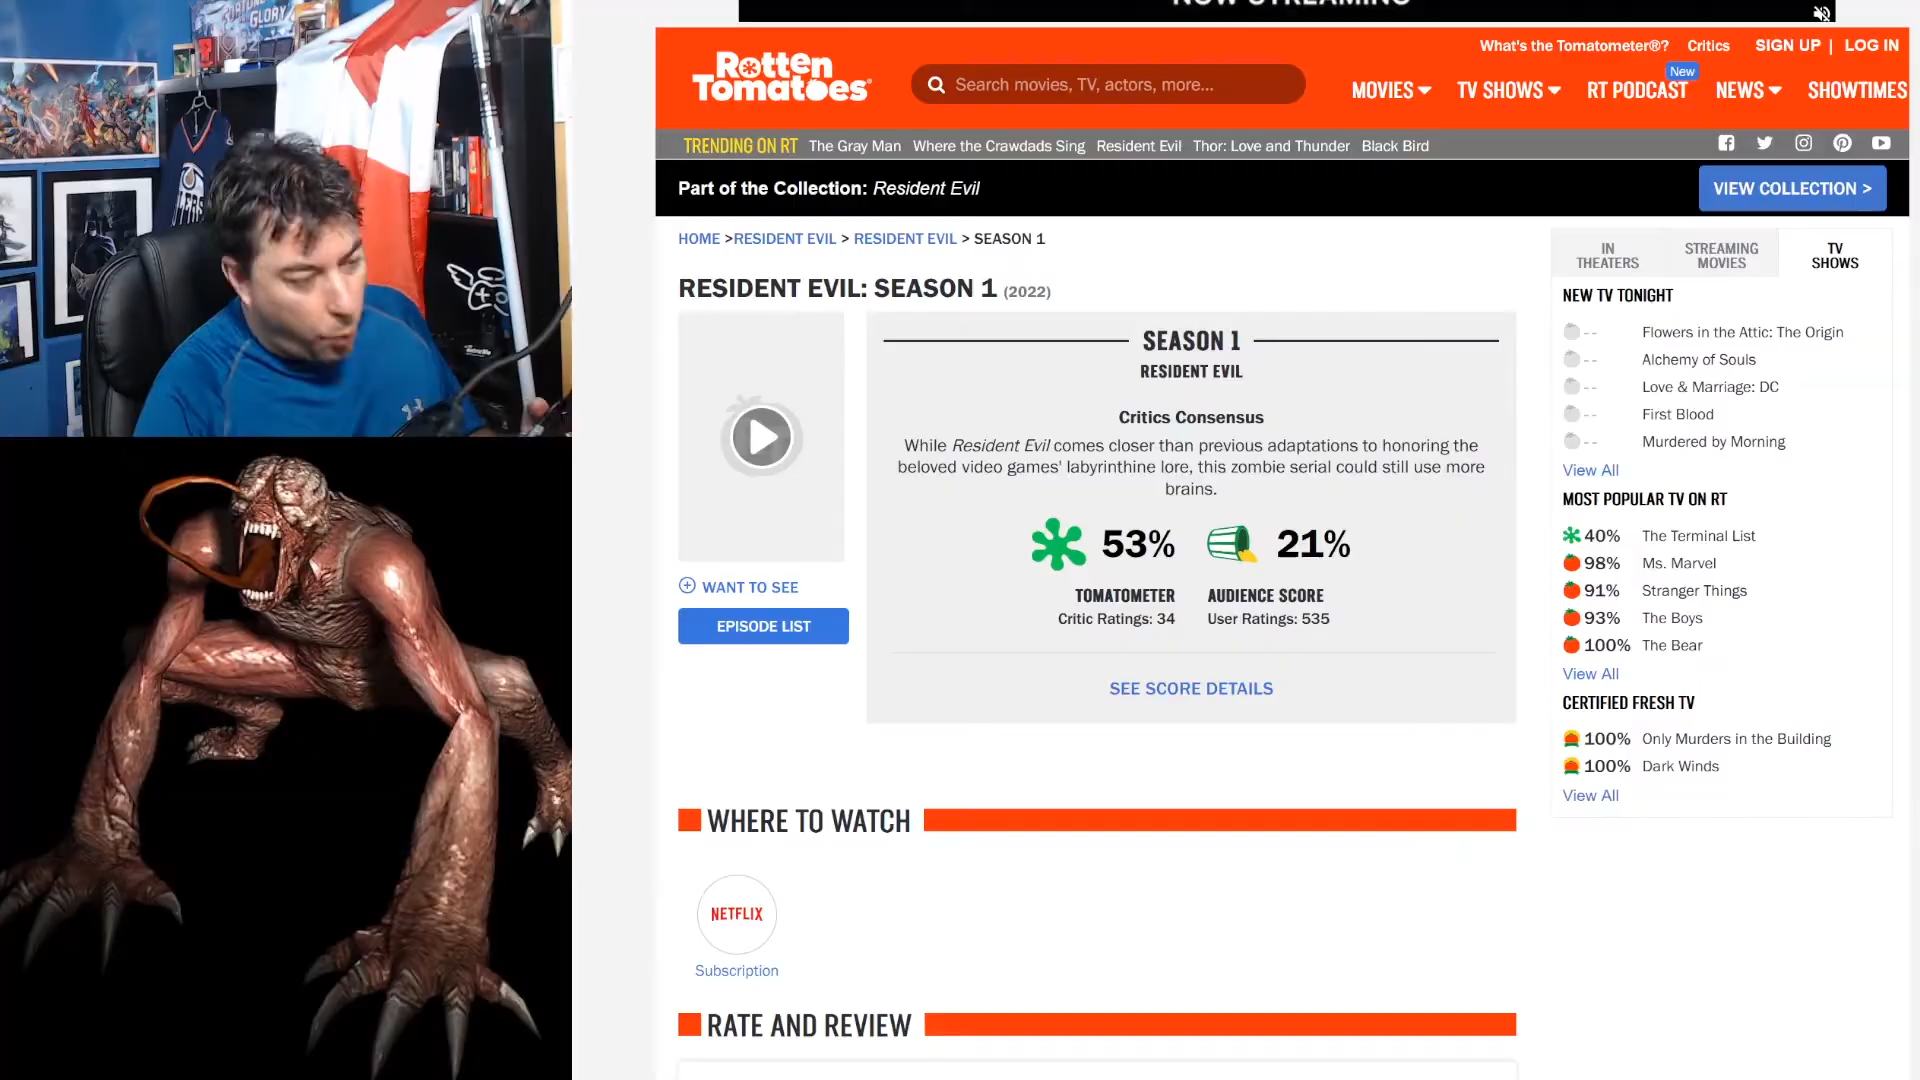 GLORY
OILERS
NOW STREAMING
Rotten
Tomatoes
Search movies, TV, actors, more...
What's the Tomatometer®?
Critics
SIGN UP | LOG IN
MOVIES
TV SHOWS
New
RT PODCAST
NEWS
SHOWTIMES
TRENDING ON RT The Gray Man Where the Crawdads Sing Resident Evil Thor: Love and Thunder Black Bird
Part of the Collection: Resident Evil
VIEW COLLECTION >
HOME >RESIDENT EVIL > RESIDENT EVIL > SEASON 1
RESIDENT EVIL: SEASON 1 (2022)
WANT TO SEE
EPISODE LIST
SEASON 1
RESIDENT EVIL
Critics Consensus
While Resident Evil comes closer than previous adaptations to honoring the
beloved video games' labyrinthine lore, this zombie serial could still use more
brains.
53% 21%
TOMATOMETER
Critic Ratings: 34
AUDIENCE SCORE
User Ratings: 535
SEE SCORE DETAILS
WHERE TO WATCH
NETFLIX
Subscription
RATE AND REVIEW
IN
THEATERS
STREAMING
MOVIES
TV
SHOWS
NEW TV TONIGHT
-- Flowers in the Attic: The Origin
-- Alchemy of Souls
-- Love & Marriage: DC
-- First Blood
-- Murdered by Morning
View All
MOST POPULAR TV ON RT
40% The Terminal List
98% Ms. Marvel
91% Stranger Things
93% The Boys
100% The Bear
View All
CERTIFIED FRESH TV
100% Only Murders in the Building
100% Dark Winds
View All